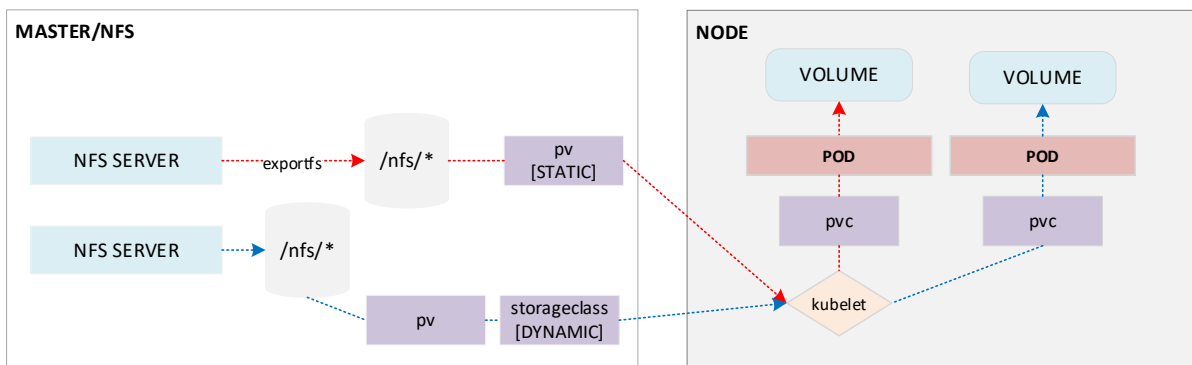 MASTER/NFS
NFS SERVER
exportfs
/nfs/*
pv
[STATIC]
NFS SERVER
/nfs/*
pv
storageclass
[DYNAMIC]
NODE
VOLUME
VOLUME
POD
POD
pvc
pvc
kubelet